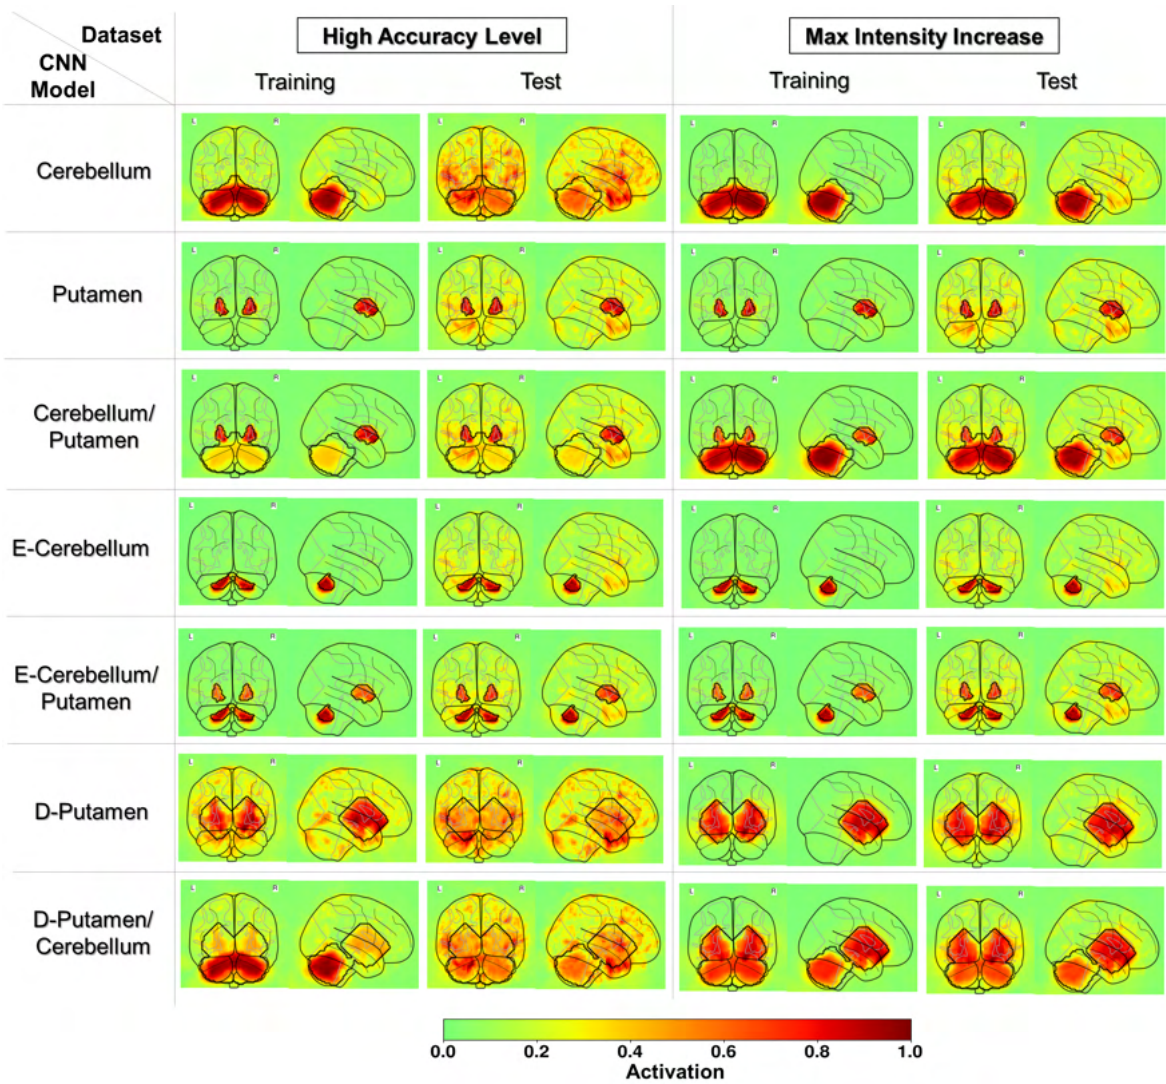 Dataset
CNN
Model
High Accuracy Level
Max Intensity Increase
Training
Test
Training
Test
L R L R L R L R
Cerebellum
L R L R L R L R
Putamen
L R L R L R L R
Cerebellum/
Putamen
L R L R L R L R
E-Cerebellum
L R L R L R L R
E-Cerebellum/
Putamen
L R L R L R L R
D-Putamen
L R L R L R L R
D-Putamen/
Cerebellum
0.0 0.2 0.4 0.6 0.8 1.0
Activation